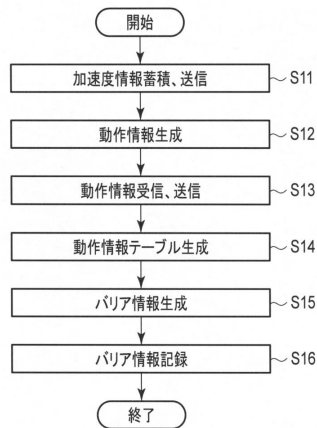 開始
加速度情報蓄積、送信 S11
動作情報生成 S12
動作情報受信、送信 S13
動作情報テーブル生成 S14
バリア情報生成 S15
バリア情報記録 S16
終了